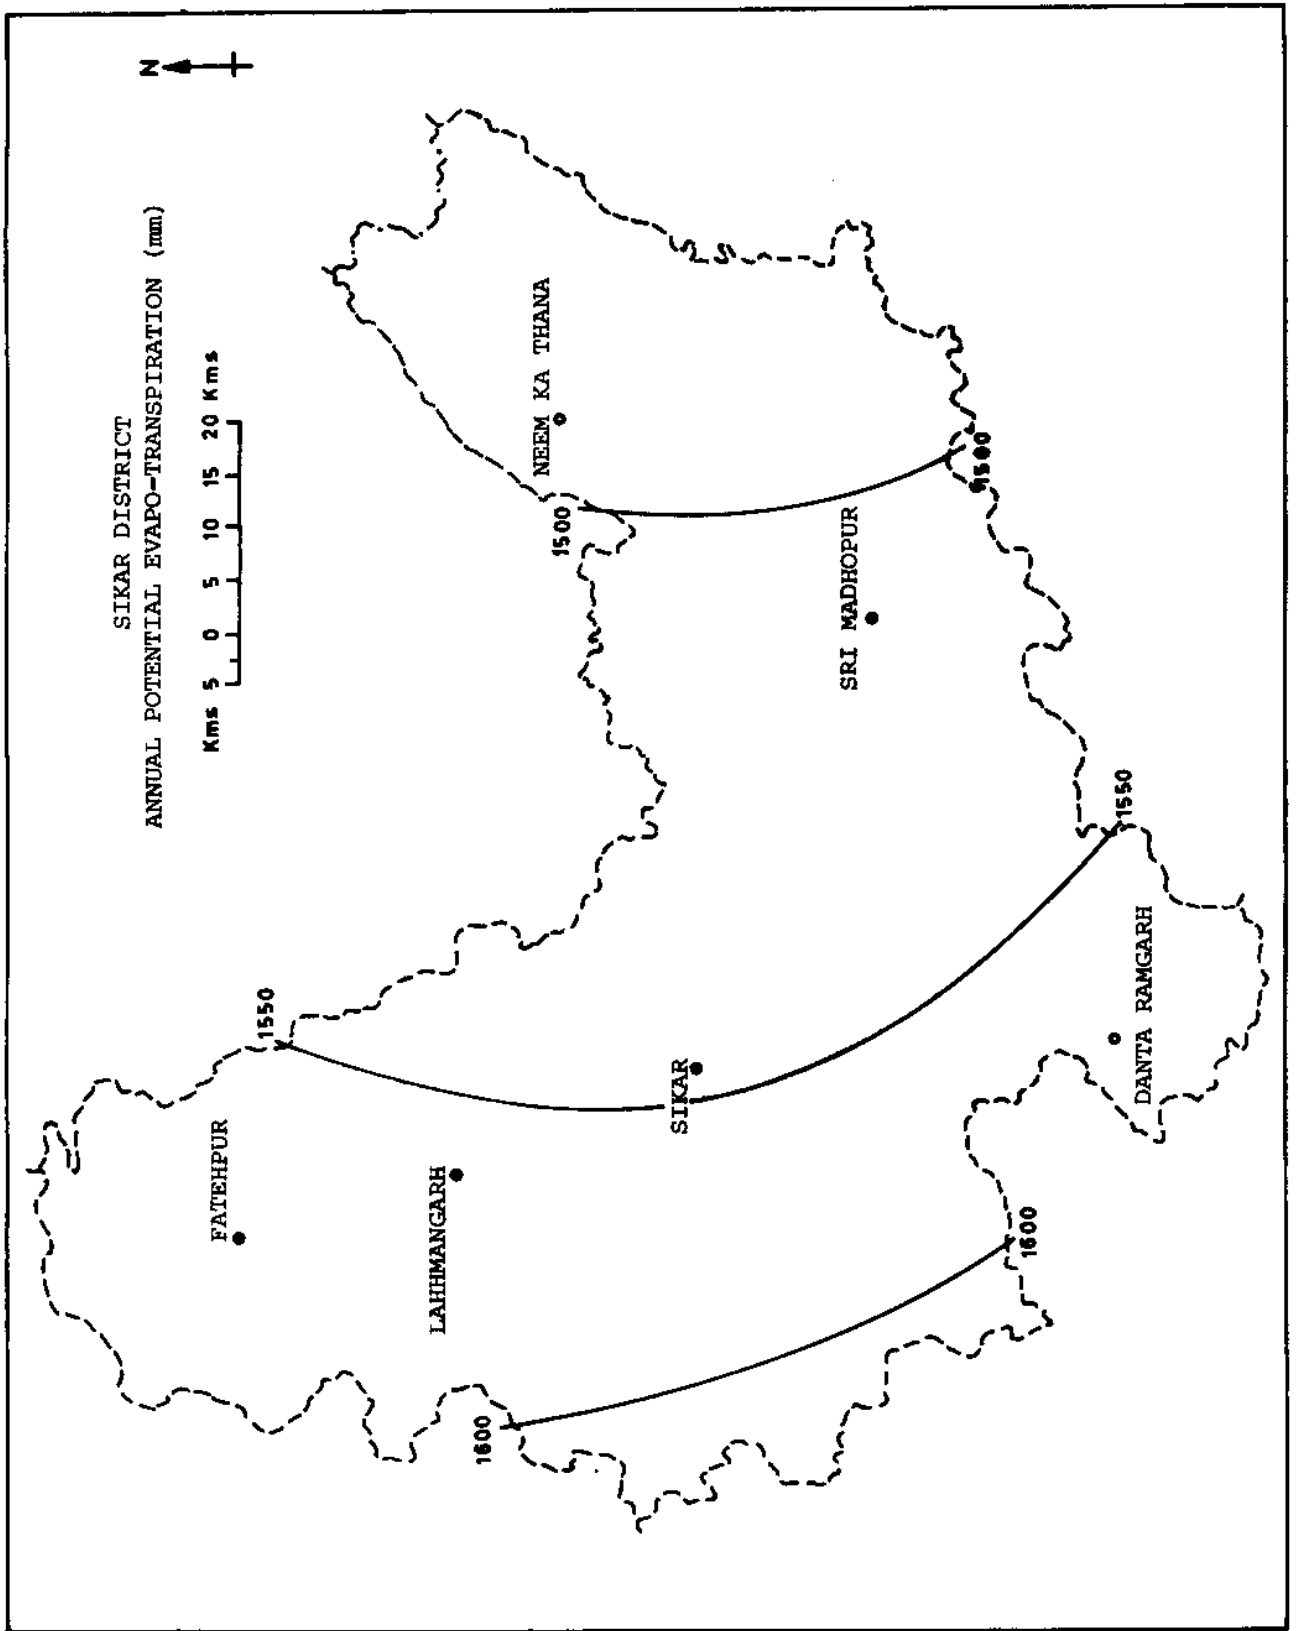 SIKAR DISTRICT
ANNUAL POTENTIAL EVAPO-TRANSPIRATION (mm)
N
Kms 5 0 5 10 15 20 Kms
FATEHPUR
1550
LAHHMANGARH
1600
NEEM KA THANA
1500
SIKAR
SRI MADHOPUR
1500
1600
DANTA RAMGARH
1550